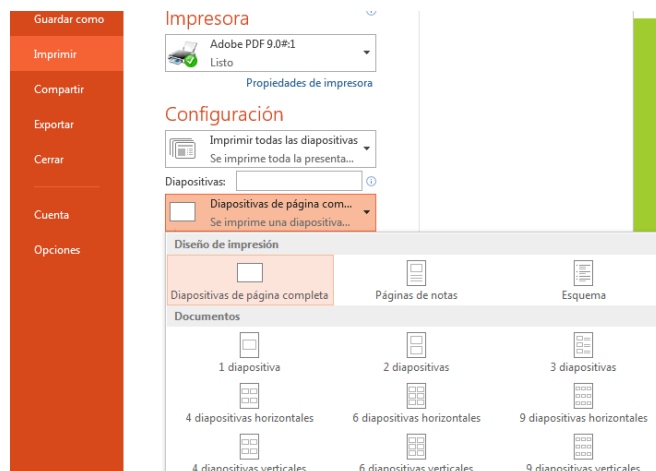 Guardar como
Imprimir
Compartir
Exportar
Cerrar
Cuenta
Opciones
Impresora
Adobe PDF 9.0#:1
Listo
Propiedades de impresora
Configuración
Imprimir todas las diapositivas
Se imprime toda la presenta...
Diapositivas:
Diapositivas de página com...
Se imprime una diapositiva...
Diseño de impresión
Diapositivas de página completa Páginas de notas Esquema
Documentos
1 diapositiva 2 diapositivas 3 diapositivas
4 diapositivas horizontales 6 diapositivas horizontales 9 diapositivas horizontales
4 diapositivas verticales 6 diapositivas verticales 9 diapositivas verticales